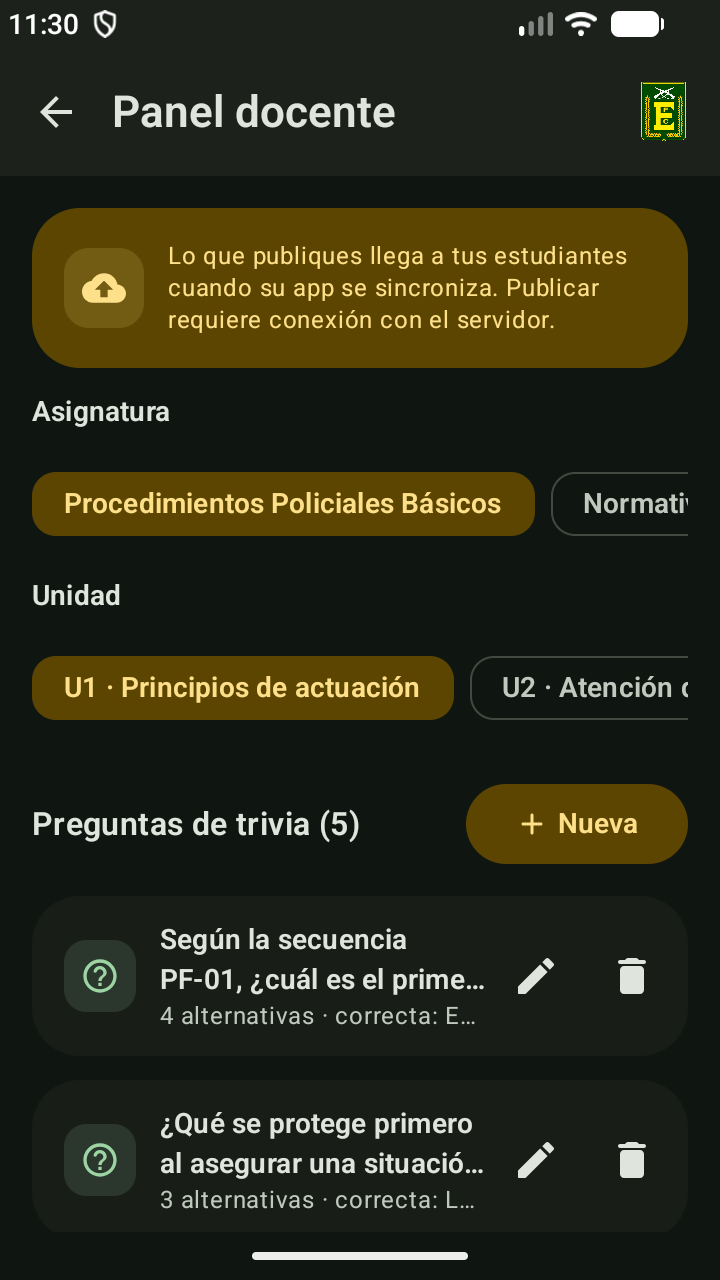 11:30
Panel docente
E
Lo que publiques llega a tus estudiantes
cuando su app se sincroniza. Publicar
requiere conexión con el servidor.
Asignatura
Procedimientos Policiales Básicos
Normativ
Unidad
U1 · Principios de actuación
U2 · Atención
Preguntas de trivia (5)
+ Nueva
Según la secuencia
PF-01, ¿cuál es el prime...
4 alternativas · correcta: E...
¿Qué se protege primero
al asegurar una situació...
3 alternativas · correcta: L...